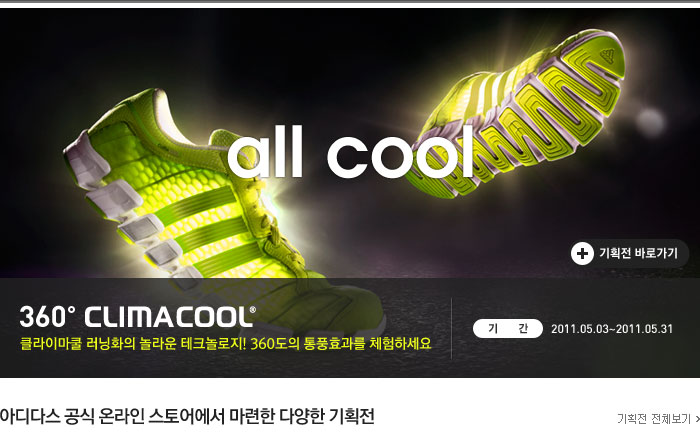 all cool
기획전 바로가기
360° CLIMACOOL®
클라이마쿨 러닝화의 놀라운 테크놀로지! 360도의 통풍효과를 체험하세요
기 간 2011.05.03~2011.05.31
아디다스 공식 온라인 스토어에서 마련한 다양한 기획전
기획전 전체보기 >